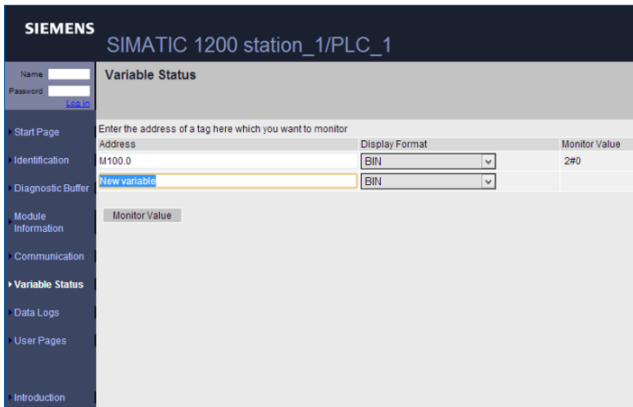 SIEMENS
SIMATIC 1200 station_1/PLC_1
Name
Password
Log in
Variable Status
Start Page
Identification
Diagnostic Buffer
Module
Information
Communication
Variable Status
Data Logs
User Pages
Introduction
Enter the address of a tag here which you want to monitor
Address Display Format Monitor Value
M100.0 BIN 2#0
New variable BIN
Monitor Value